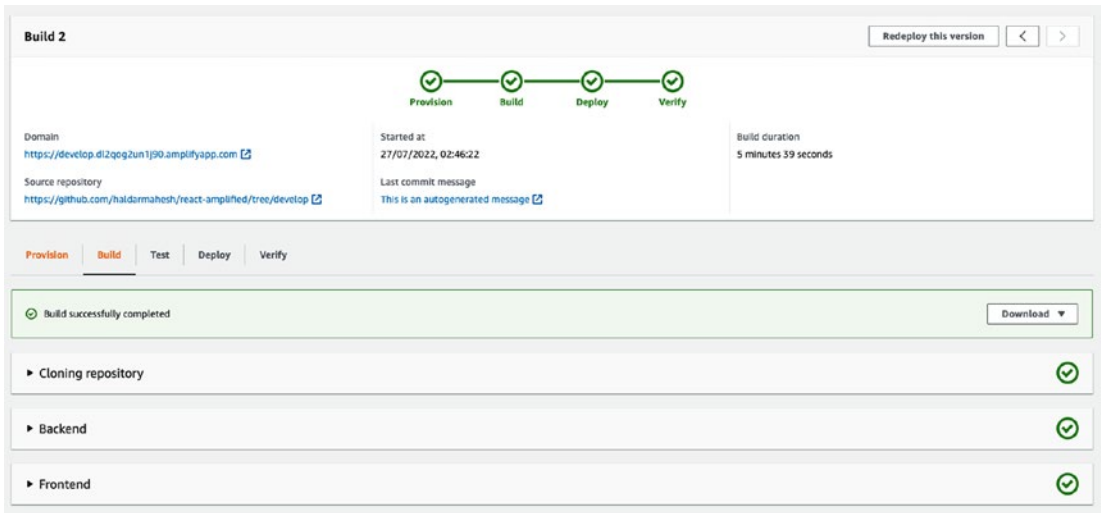 Build 2
Redeploy this version
Provision
Build
Deploy
Verify
Domain
https://develop.dl2qog2un1j90.amplifyapp.com
Source repository
https://github.com/haldarmahesh/react-amplified/tree/develop
Started at
27/07/2022, 02:46:22
Last commit message
This is an autogenerated message
Build duration
5 minutes 39 seconds
Provision
Build
Test
Deploy
Verify
Build successfully completed
Download
Cloning repository
Backend
Frontend